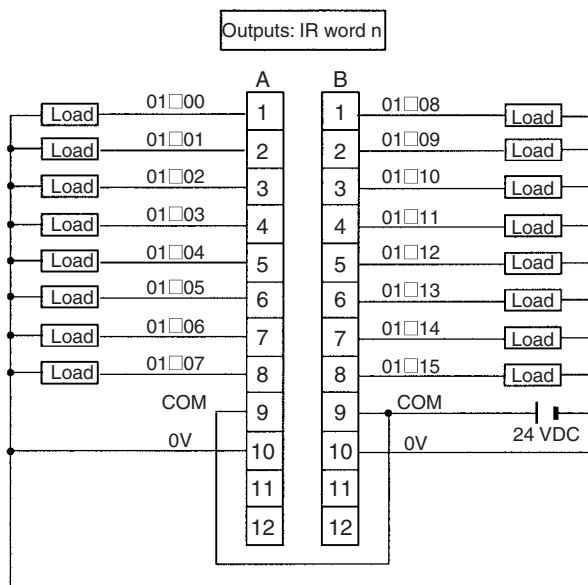 Outputs: IR word n
A B
Load 01□00 1 1 01□08 Load
Load 01□01 2 2 01□09 Load
Load 01□02 3 3 01□10 Load
Load 01□03 4 4 01□11 Load
Load 01□04 5 5 01□12 Load
Load 01□05 6 6 01□13 Load
Load 01□06 7 7 01□14 Load
Load 01□07 8 8 01□15 Load
COM 9 9 COM
24 VDC
0V 10 10 0V
11 11
12 12